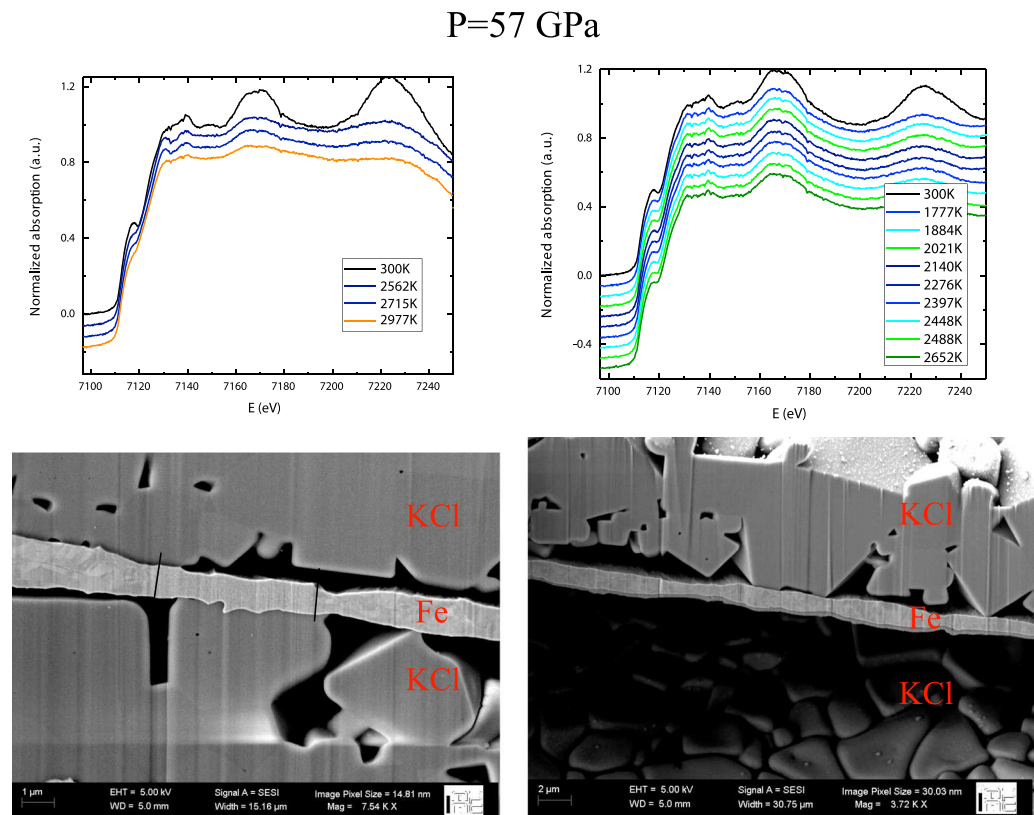 P=57 GPa
Normalized absorption (a.u.)
1.2
0.8
0.4
0.0
7100 7120 7140 7160 7180 7200 7220 7240
E (eV)
300K
2562K
2715K
2977K
Normalized absorption (a.u.)
1.2
0.8
0.4
0.0
−0.4
7100 7120 7140 7160 7180 7200 7220 7240
E (eV)
300K
1777K
1884K
2021K
2140K
2276K
2397K
2448K
2488K
2652K
KCl
Fe
KCl
1 µm
EHT = 5.00 kV
WD = 5.0 mm
Signal A = SESI
Width = 15.16 µm
Image Pixel Size = 14.81 nm
Mag = 7.54 K X
KCl
Fe
KCl
2 µm
EHT = 5.00 kV
WD = 5.0 mm
Signal A = SESI
Width = 30.75 µm
Image Pixel Size = 30.03 nm
Mag = 3.72 K X